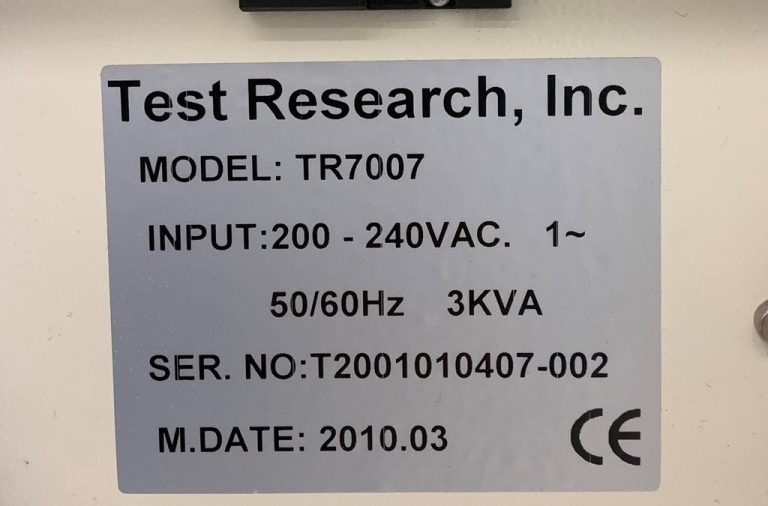 Test Research, Inc.
MODEL: TR7007
INPUT:200 - 240VAC. 1~
50/60Hz 3KVA
SER. NO:T2001010407-002
M.DATE: 2010.03 CE